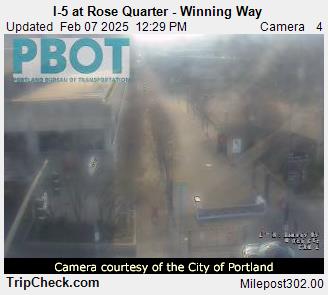 I-5 at Rose Quarter - Winning Way
Updated Feb 07 2025 12:29 PM Camera 4
PBOT
PORTLAND BUREAU OF TRANSPORTATION
Camera courtesy of the City of Portland
TripCheck.com Milepost302.00